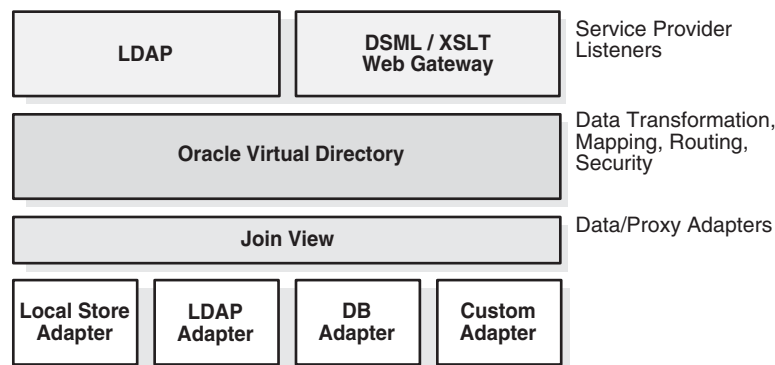 LDAP
DSML / XSLT
Web Gateway
Service Provider
Listeners
Oracle Virtual Directory
Data Transformation,
Mapping, Routing,
Security
Join View
Data/Proxy Adapters
Local Store
Adapter
LDAP
Adapter
DB
Adapter
Custom
Adapter